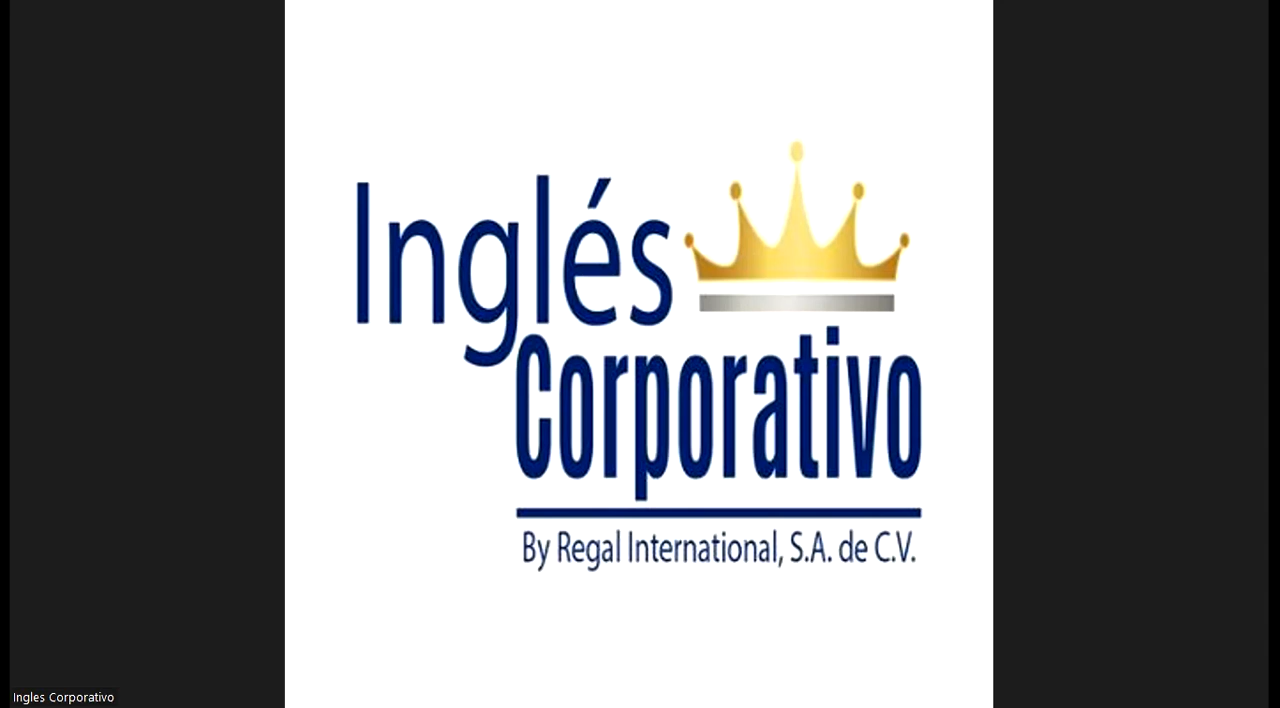 Inglés
Corporativo
By Regal International, S.A. de C.V.
Ingles Corporativo